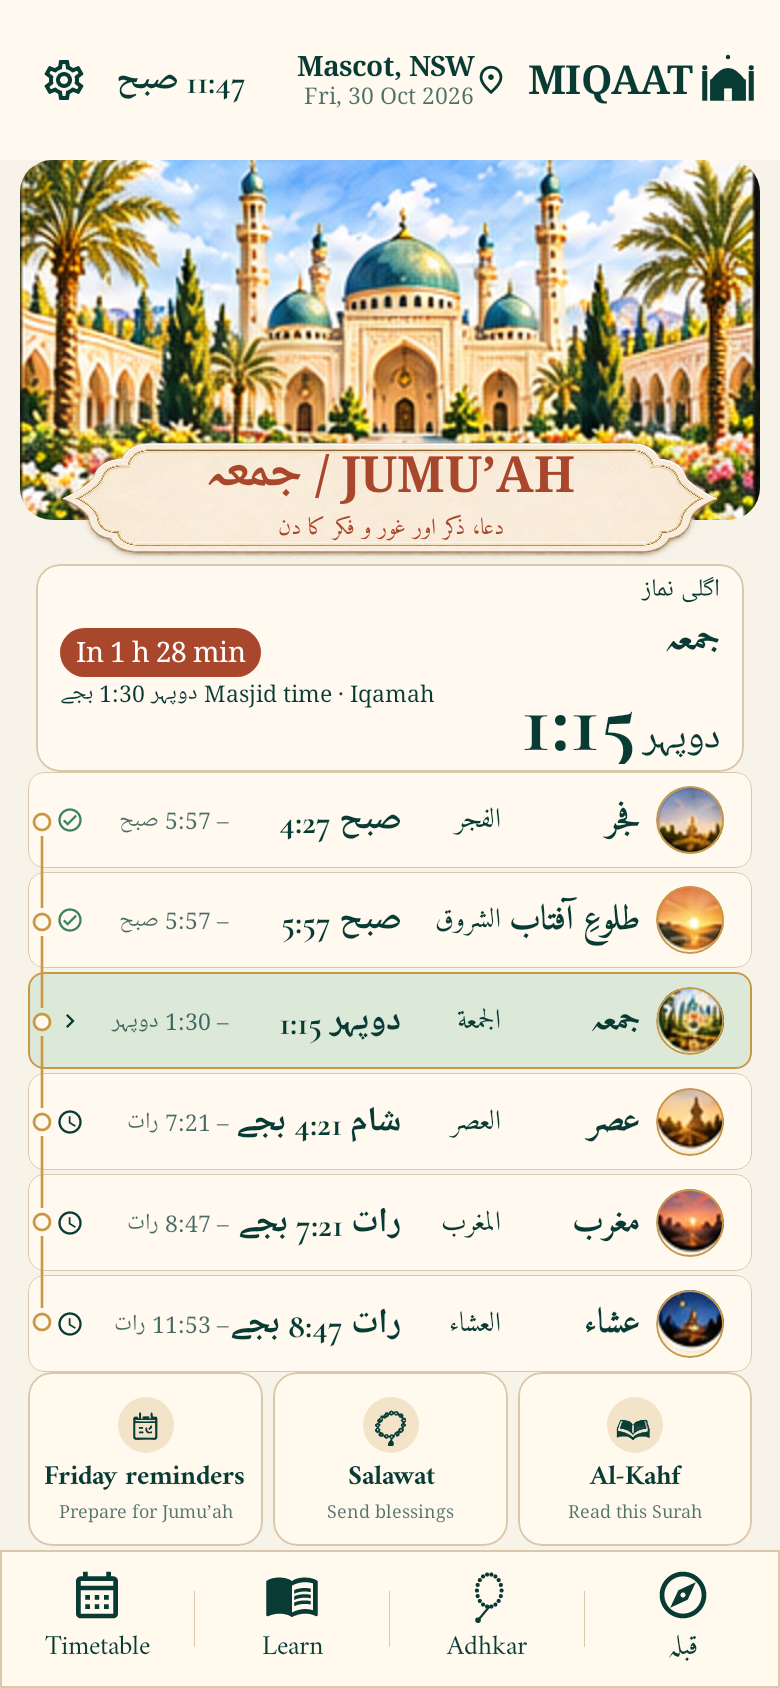 MIQAAT
Mascot, NSW
Fri, 30 Oct 2026
11:47 صبح
جمعہ / JUMU’AH
دعا، ذکر اور غور و فکر کا دن
اگلی نماز
جمعہ
In 1 h 28 min
Masjid time · Iqamah دوپہر 1:30 بجے
دوپہر 1:15
فجر الفجر صبح 4:27 – 5:57 صبح
طلوعِ آفتاب الشروق صبح 5:57 – 5:57 صبح
جمعہ الجمعة دوپہر 1:15 – 1:30 دوپہر
عصر العصر شام 4:21 بجے – 7:21 رات
مغرب المغرب رات 7:21 بجے – 8:47 رات
عشاء العشاء رات 8:47 بجے – 11:53 رات
Al-Kahf
Read this Surah
Salawat
Send blessings
Friday reminders
Prepare for Jumu’ah
قبلہ
Adhkar
Learn
Timetable